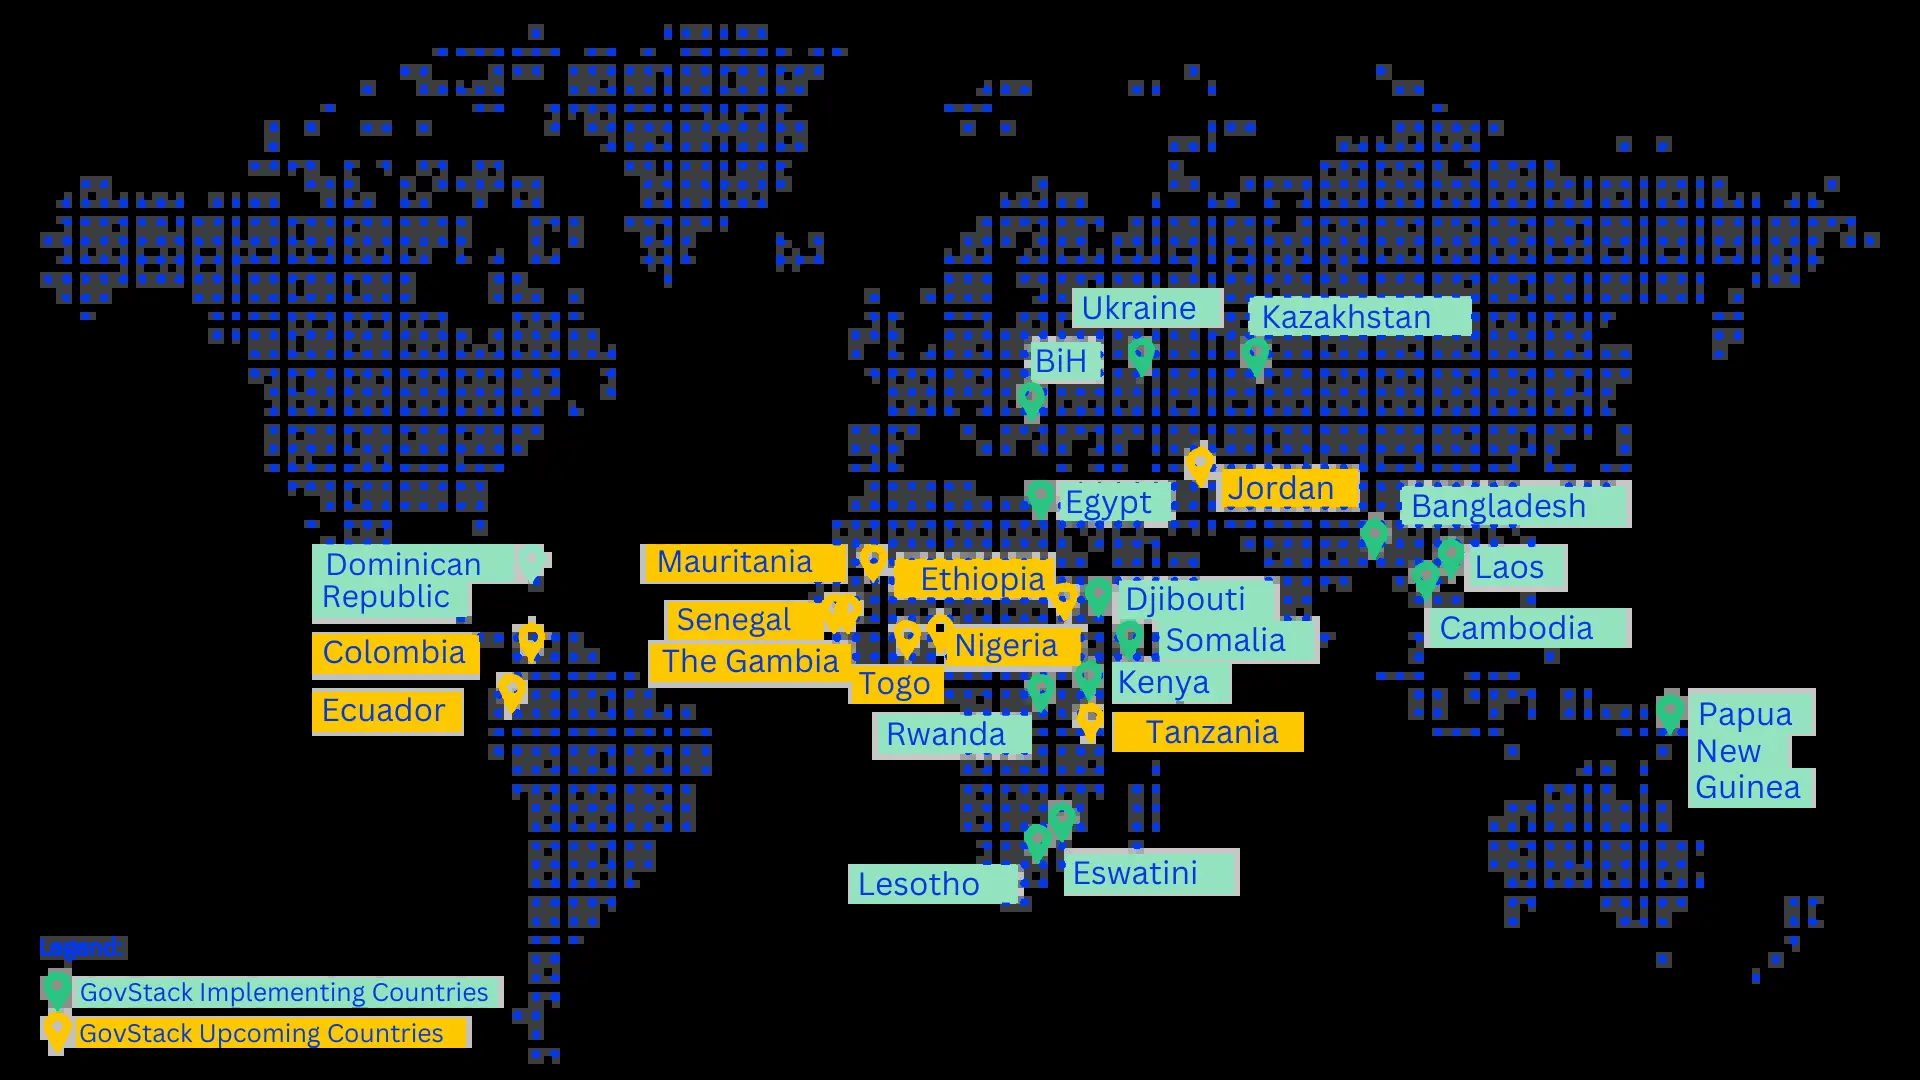 Ukraine
Kazakhstan
BiH
Jordan
Egypt
Bangladesh
Dominican
Republic
Mauritania
Ethiopia
Laos
Djibouti
Senegal
Cambodia
Somalia
Colombia
The Gambia
Nigeria
Togo
Kenya
Ecuador
Rwanda
Tanzania
Papua
New
Guinea
Lesotho
Eswatini
Legend:
GovStack Implementing Countries
GovStack Upcoming Countries